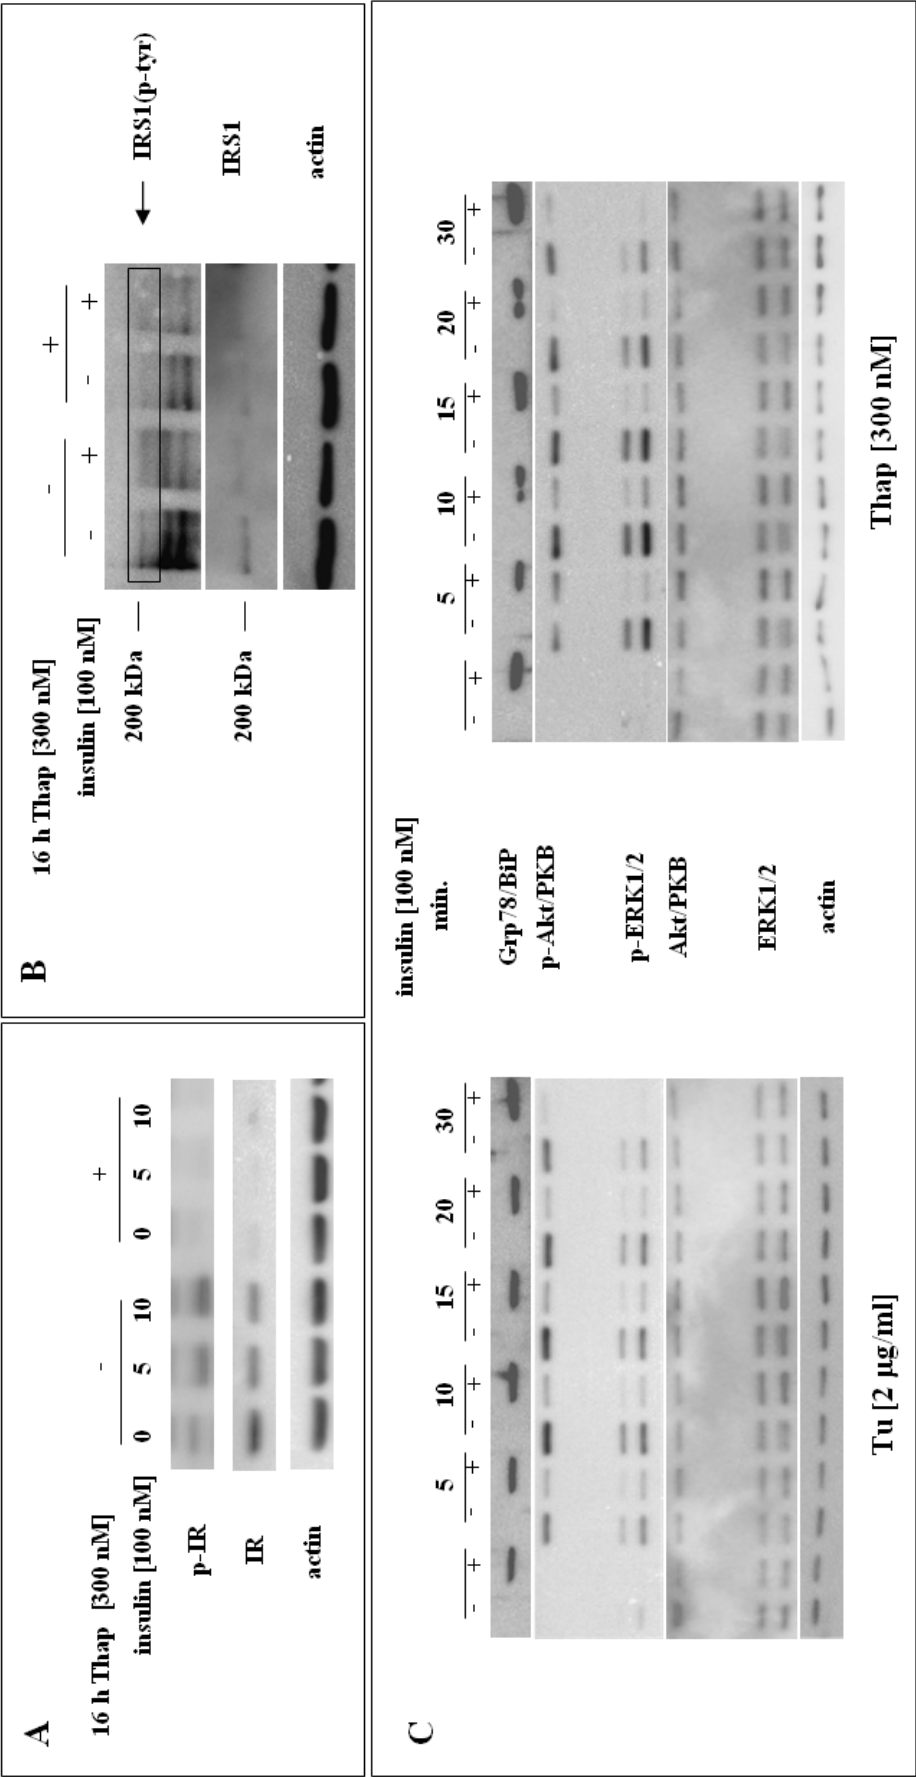 A
16 h Thap [300 nM]
- +
insulin [100 nM] 0 5 10 0 5 10
p-IR
IR
actin
B
16 h Thap [300 nM]
- +
insulin [100 nM]
- + - +
200 kDa
IRS1(p-tyr)
200 kDa
IRS1
actin
C
insulin [100 nM]
min.
5 10 15 20 30
- + - + - + - + - + - +
5 10 15 20 30
- + - + - + - + - + - +
Grp78/BiP
p-Akt/PKB
p-ERK1/2
Akt/PKB
ERK1/2
actin
Tu [2 µg/ml]
Thap [300 nM]